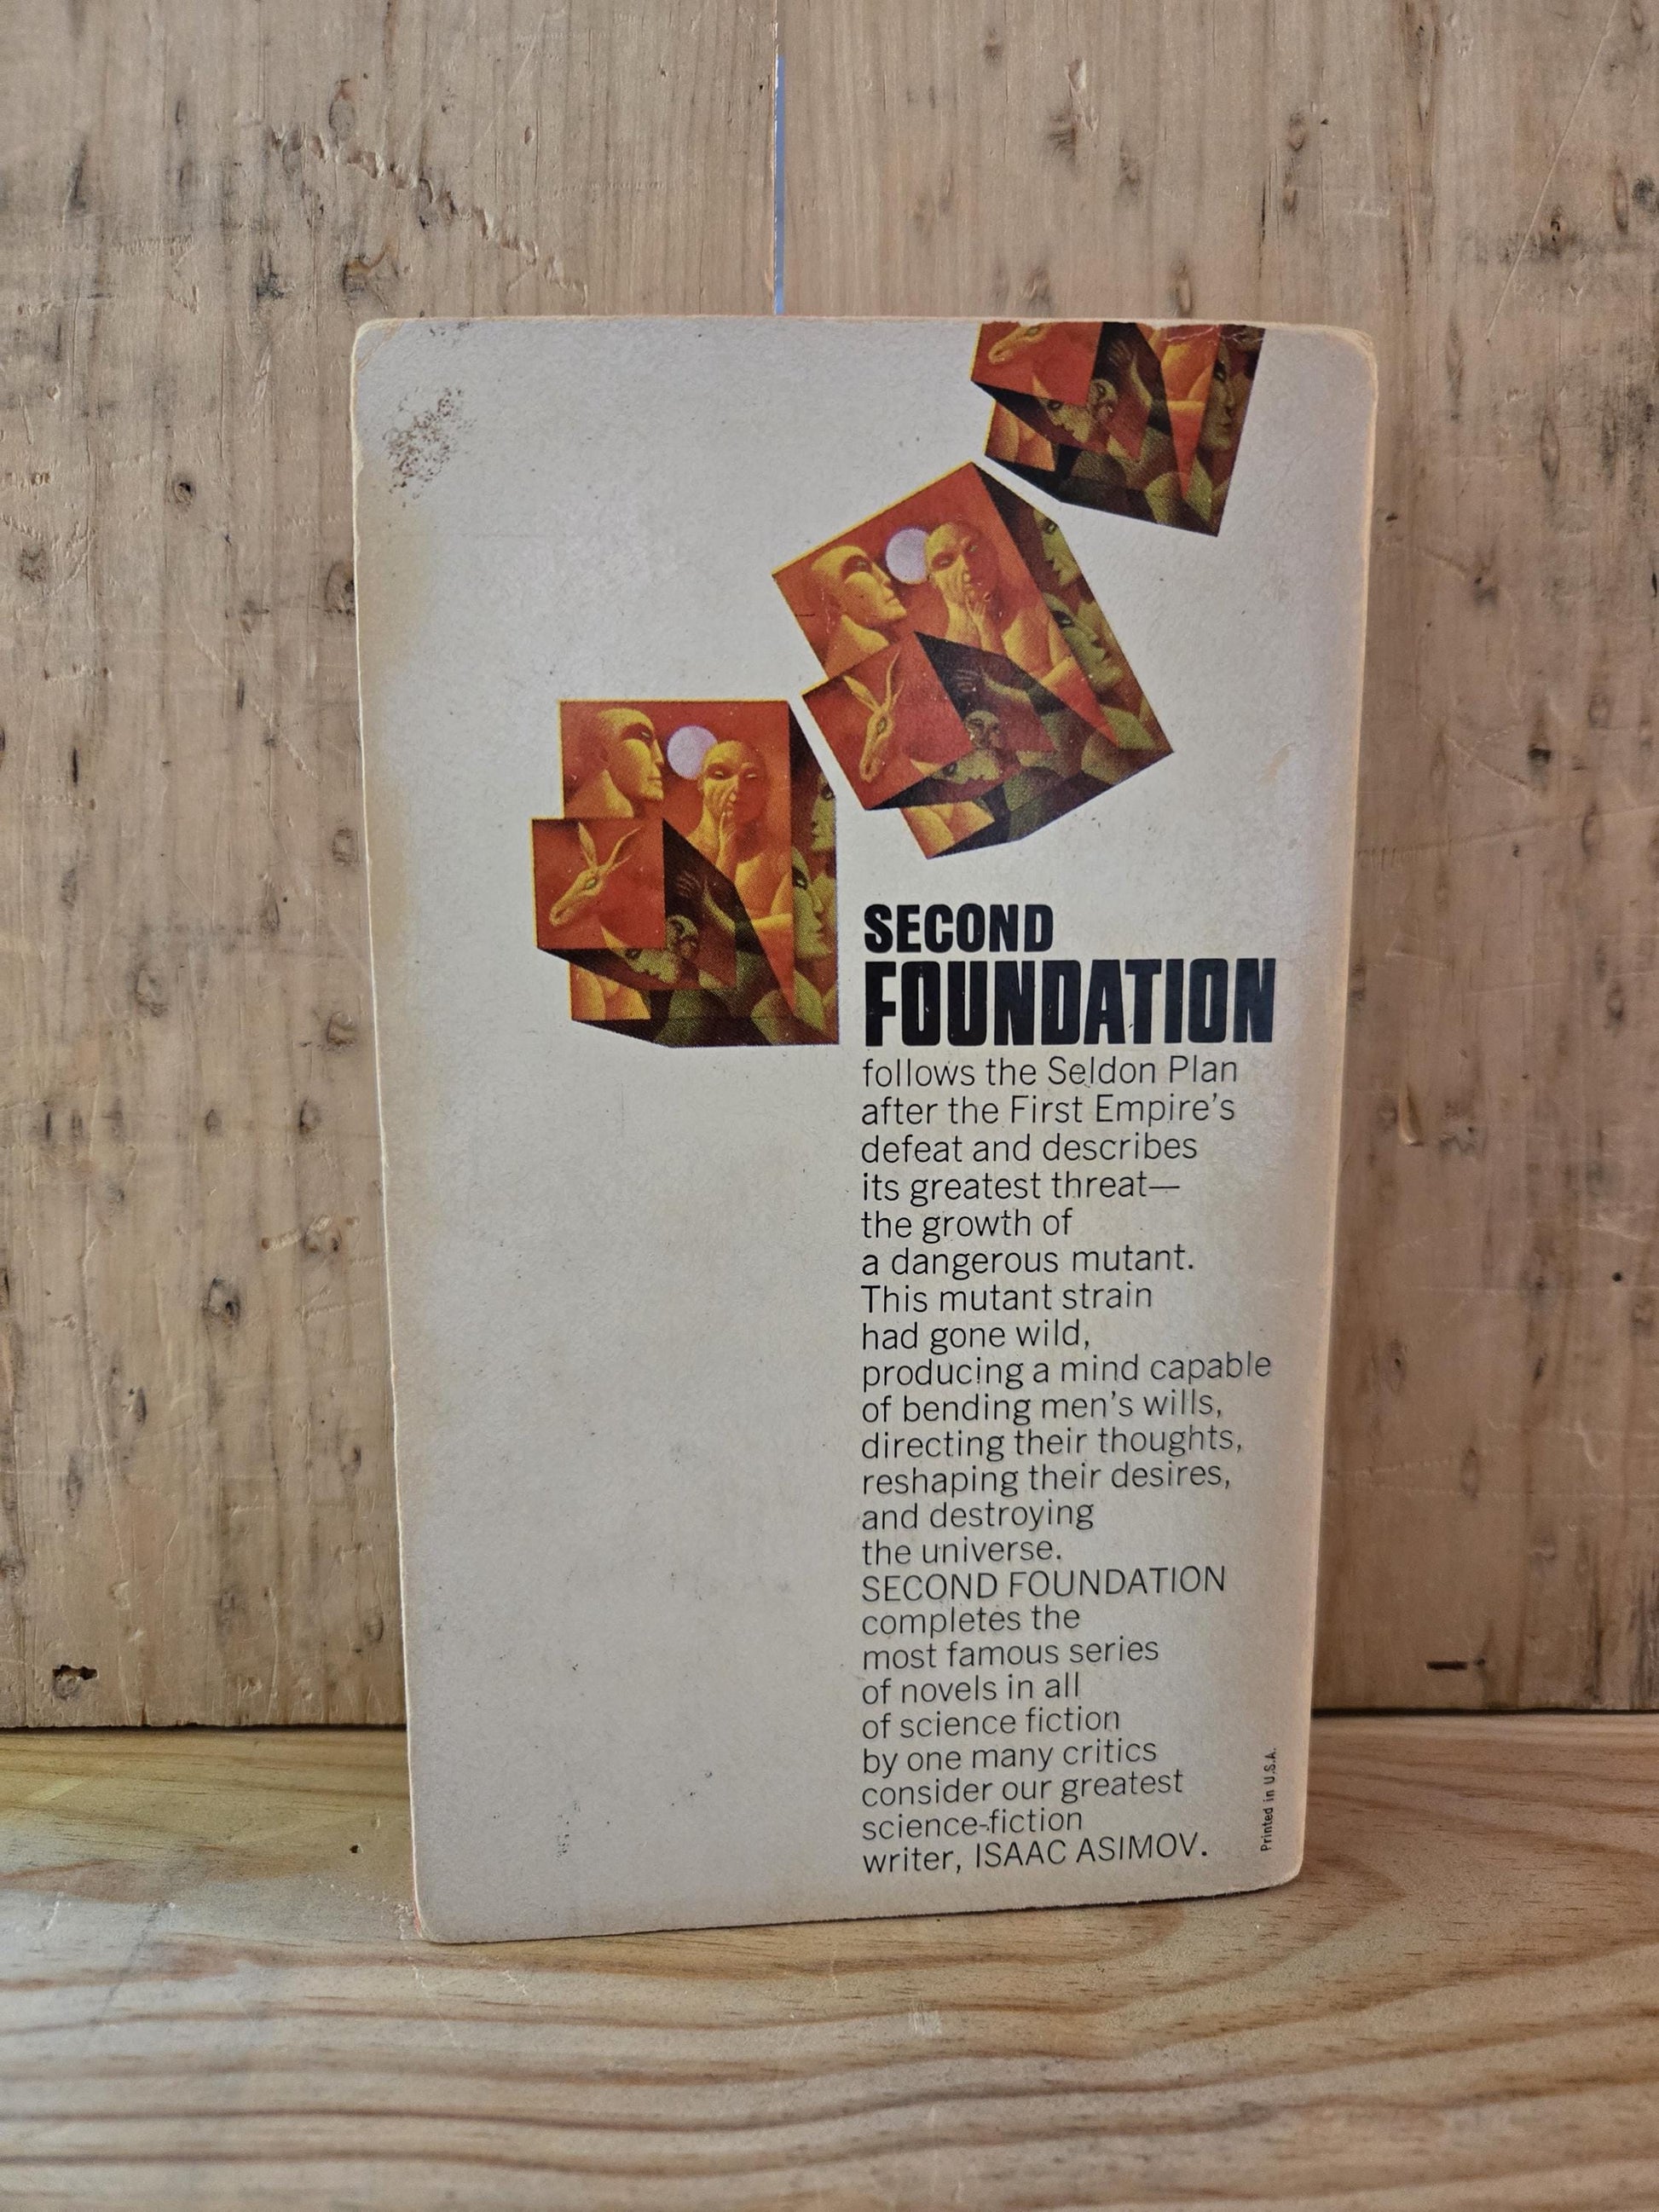 SECOND
FOUNDATION
follows the Seldon Plan
after the First Empire's
defeat and describes
its greatest threat—
the growth of
a dangerous mutant.
This mutant strain
had gone wild,
producing a mind capable
of bending men's wills,
directing their thoughts,
reshaping their desires,
and destroying
the universe.
SECOND FOUNDATION
completes the
most famous series
of novels in all
of science fiction
by one many critics
consider our greatest
science-fiction
writer, ISAAC ASIMOV.
Printed in U.S.A.